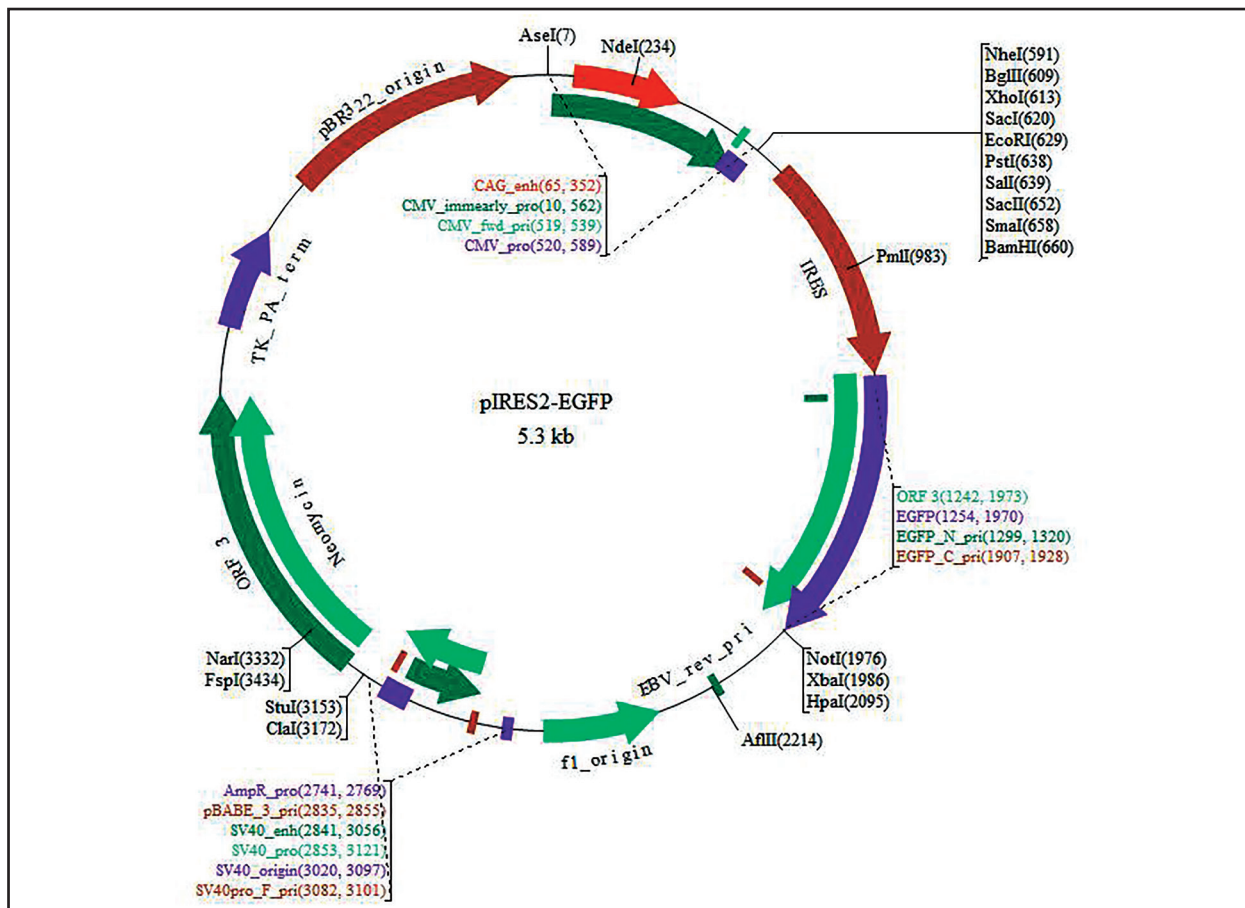 AseI(7)
NdeI(234)
NheI(591)
BglII(609)
XhoI(613)
SacI(620)
EcoRI(629)
PstI(638)
SalI(639)
SacII(652)
SmaI(658)
BamHI(660)
pBR322_origin
CAG_enh(65, 352)
CMV_immearly_pro(10, 562)
CMV_fwd_pri(519, 539)
CMV_pro(520, 589)
PmlI(983)
IRES
TK_PA_term
pIRES2-EGFP
5.3 kb
ORF 3(1242, 1973)
EGFP(1254, 1970)
EGFP_N_pri(1299, 1320)
EGFP_C_pri(1907, 1928)
Neomycin
ORF 3
EBV_rev_pri
NotI(1976)
XbaI(1986)
HpaI(2095)
NarI(3332)
FspI(3434)
StuI(3153)
ClaI(3172)
AflII(2214)
f1_origin
AmpR_pro(2741, 2769)
pBABE_3_pri(2835, 2855)
SV40_enh(2841, 3056)
SV40_pro(2853, 3121)
SV40_origin(3020, 3097)
SV40pro_F_pri(3082, 3101)